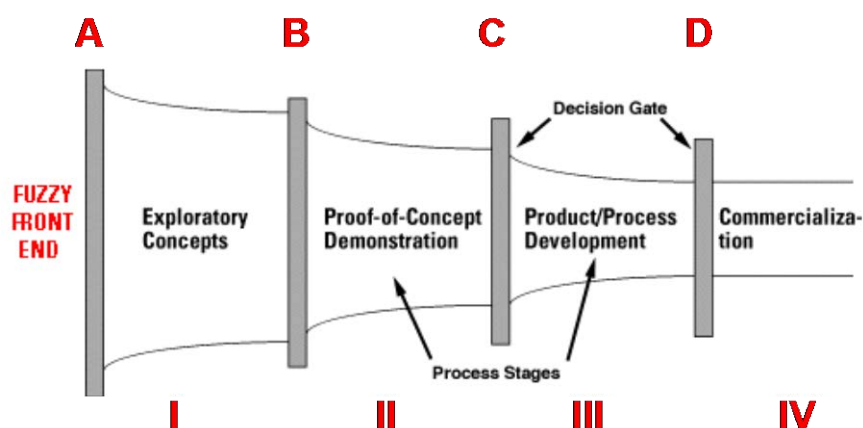 A B C D
Decision Gate
FUZZY
FRONT
END
Exploratory
Concepts
Proof-of-Concept
Demonstration
Product/Process
Development
Commercializa-
tion
Process Stages
I II III IV